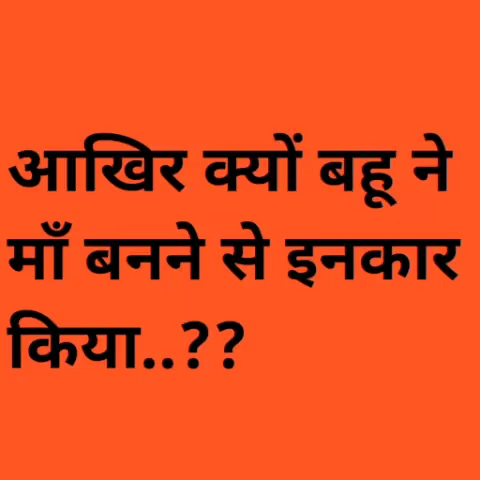 आखिर क्यों बहू ने
माँ बनने से इनकार
किया..??